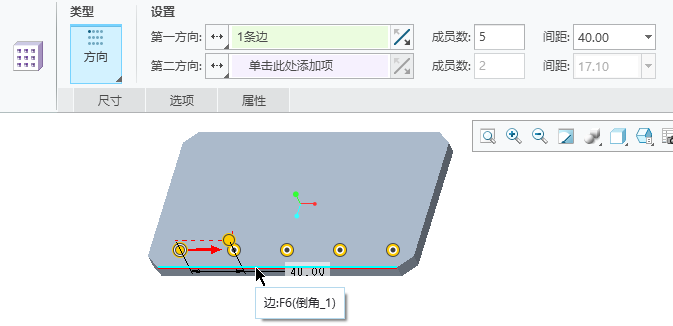 类型
设置
方向
第一方向: 1条边 成员数: 5 间距: 40.00
第二方向: 单击此处添加项 成员数: 2 间距: 17.10
尺寸 选项 属性
40.00
边:F6(倒角_1)